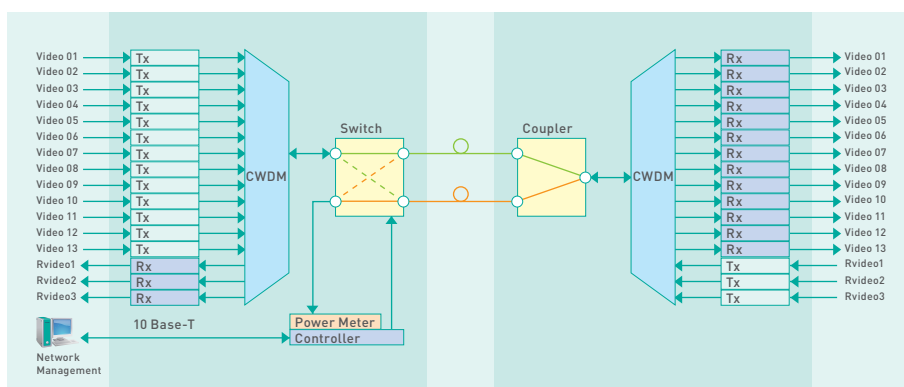 Video 01 Tx Rx Video 01
Video 02 Tx Rx Video 02
Video 03 Tx Rx Video 03
Video 04 Tx Rx Video 04
Video 05 Tx Rx Video 05
Video 06 Tx Switch Coupler Rx Video 06
Video 07 Tx Rx Video 07
Video 08 Tx CWDM CWDM Rx Video 08
Video 09 Tx Rx Video 09
Video 10 Tx Rx Video 10
Video 11 Tx Rx Video 11
Video 12 Tx Rx Video 12
Video 13 Tx Rx Video 13
Rvideo1 Rx Tx Rvideo1
Rvideo2 Rx Tx Rvideo2
Rvideo3 Rx Tx Rvideo3
10 Base-T Power Meter
Controller
Network
Management